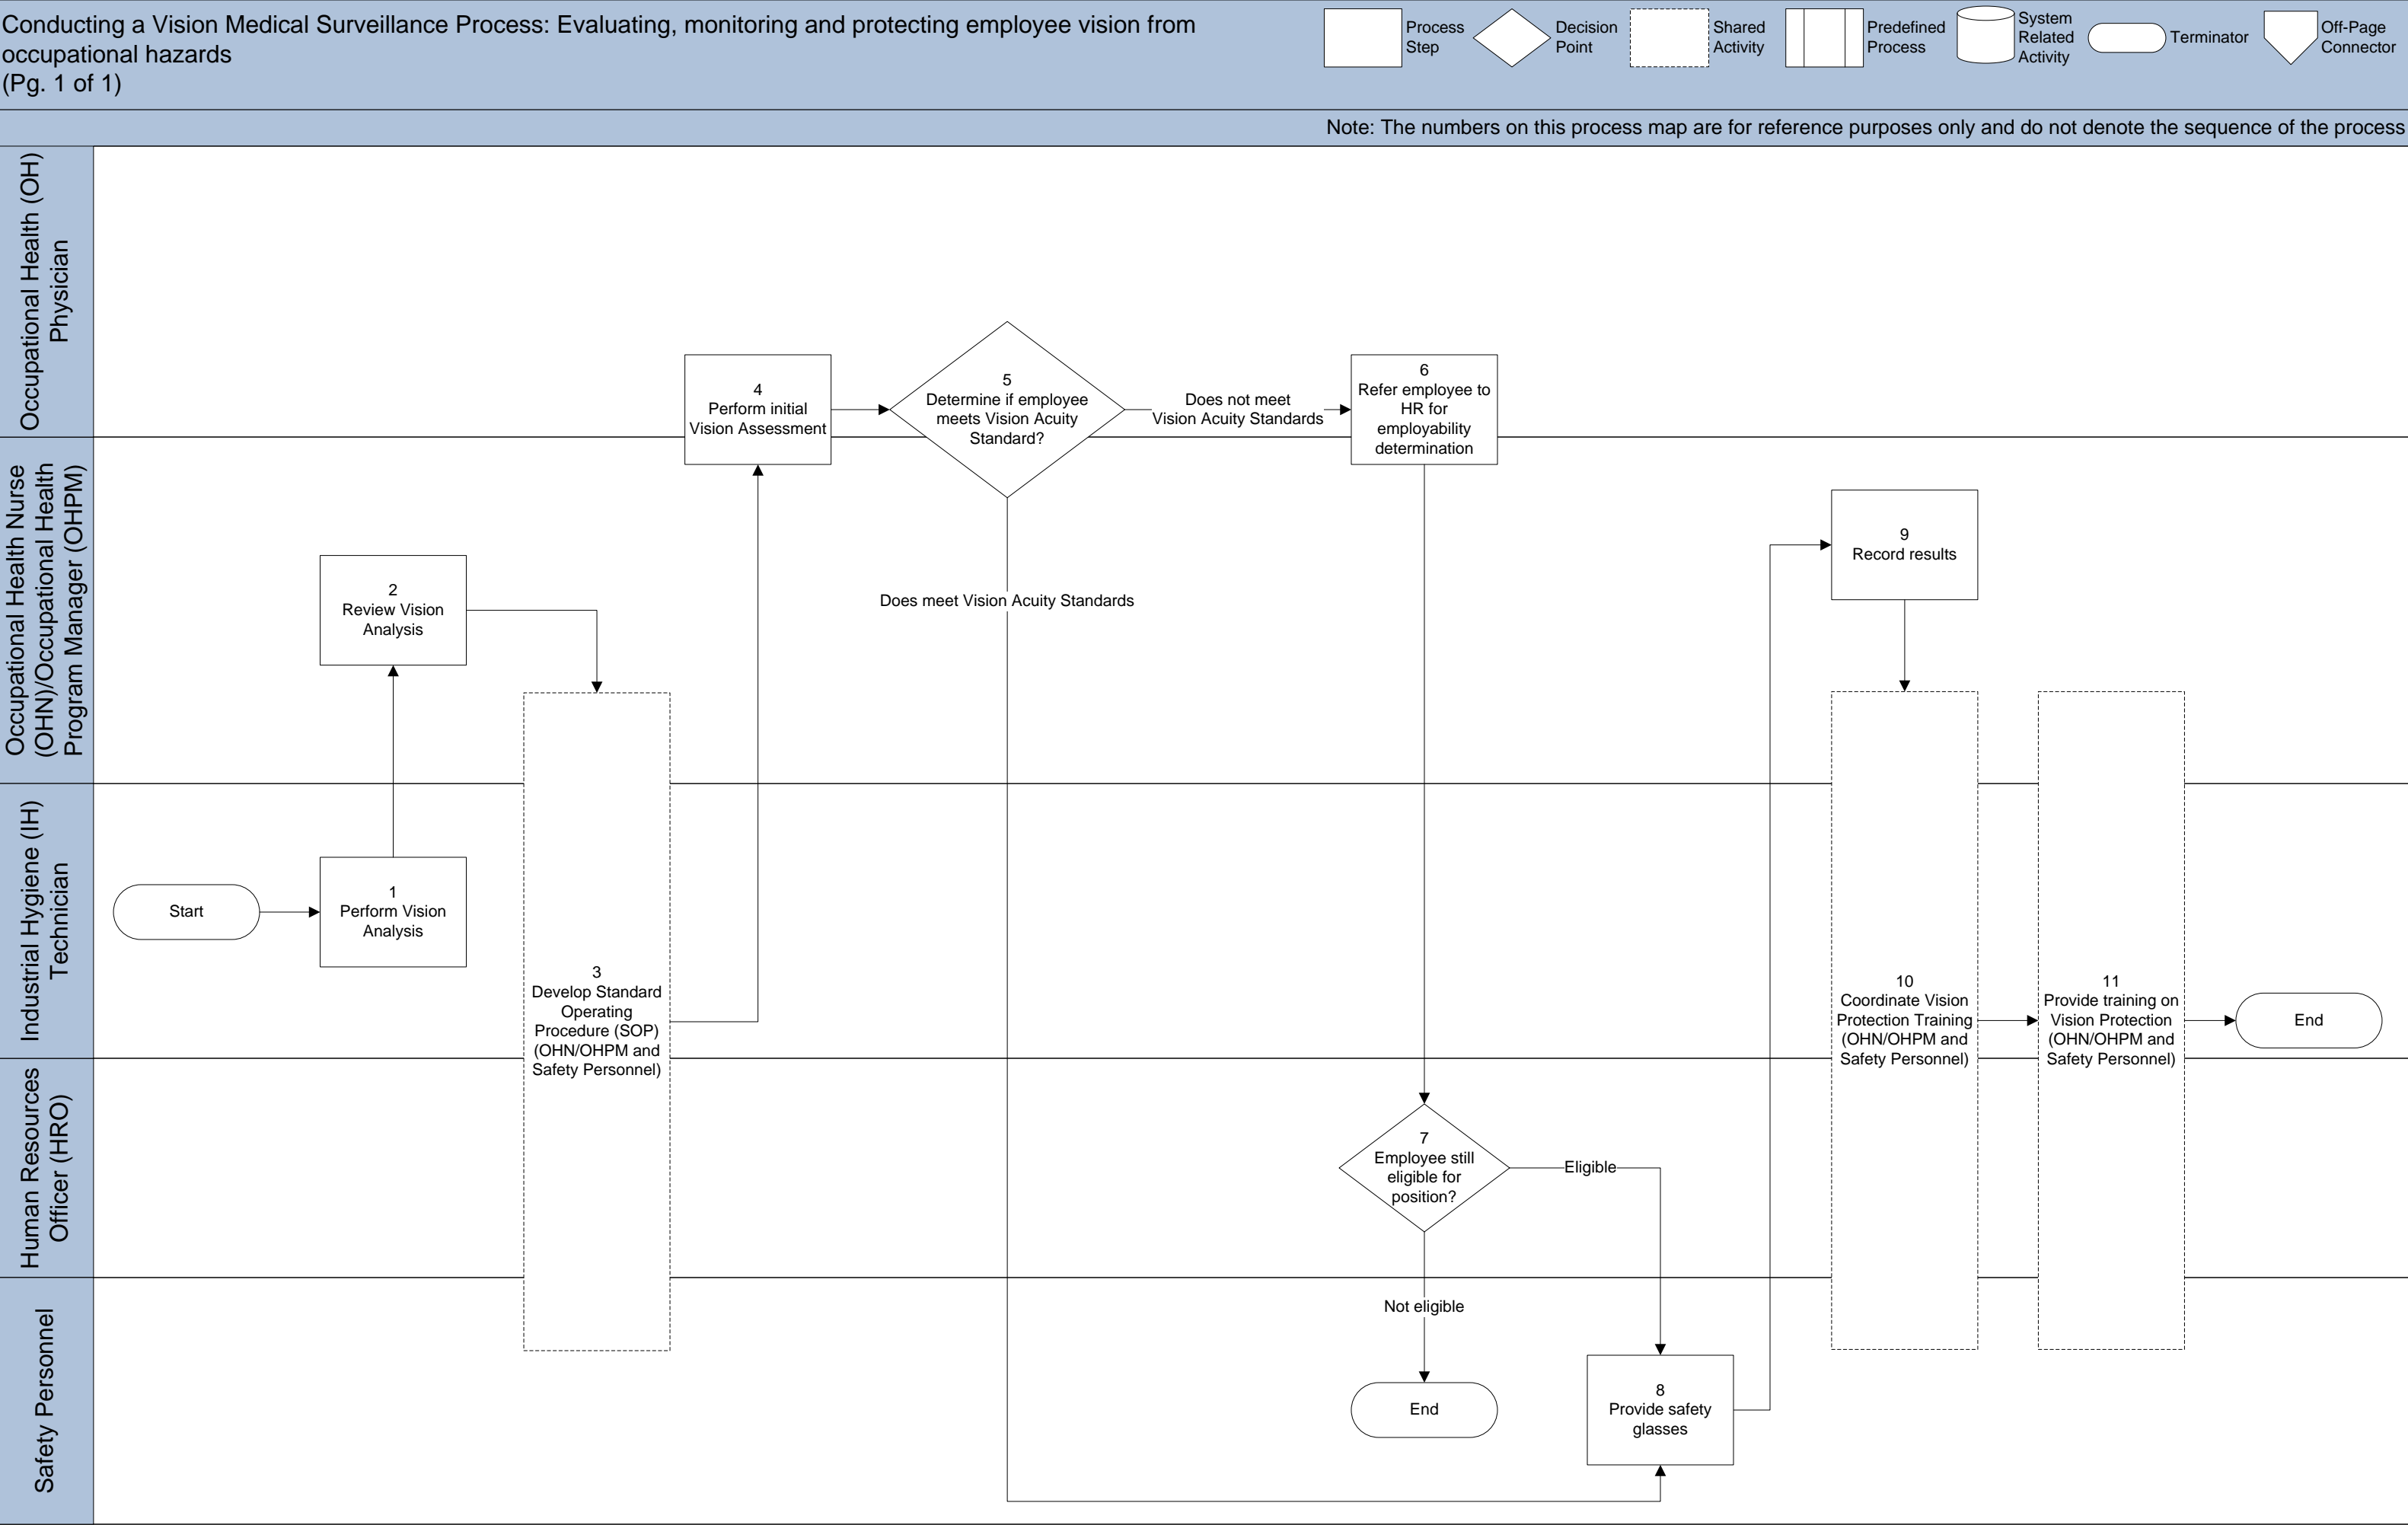 Conducting a Vision Medical Surveillance Process: Evaluating, monitoring and protecting employee vision from
occupational hazards
(Pg. 1 of 1)
Process
Step
Decision
Point
Shared
Activity
Predefined
Process
System
Related
Activity
Terminator
Off-Page
Connector
Note: The numbers on this process map are for reference purposes only and do not denote the sequence of the process
Occupational Health (OH)
Physician
4
Perform initial
Vision Assessment
5
Determine if employee
meets Vision Acuity
Standard?
Does not meet
Vision Acuity Standards
6
Refer employee to
HR for
employability
determination
Occupational Health Nurse
(OHN)/Occupational Health
Program Manager (OHPM)
2
Review Vision
Analysis
Does meet Vision Acuity Standards
9
Record results
Industrial Hygiene (IH)
Technician
Start
1
Perform Vision
Analysis
3
Develop Standard
Operating
Procedure (SOP)
(OHN/OHPM and
Safety Personnel)
10
Coordinate Vision
Protection Training
(OHN/OHPM and
Safety Personnel)
11
Provide training on
Vision Protection
(OHN/OHPM and
Safety Personnel)
End
Human Resources
Officer (HRO)
7
Employee still
eligible for
position?
Eligible
Safety Personnel
Not eligible
End
8
Provide safety
glasses